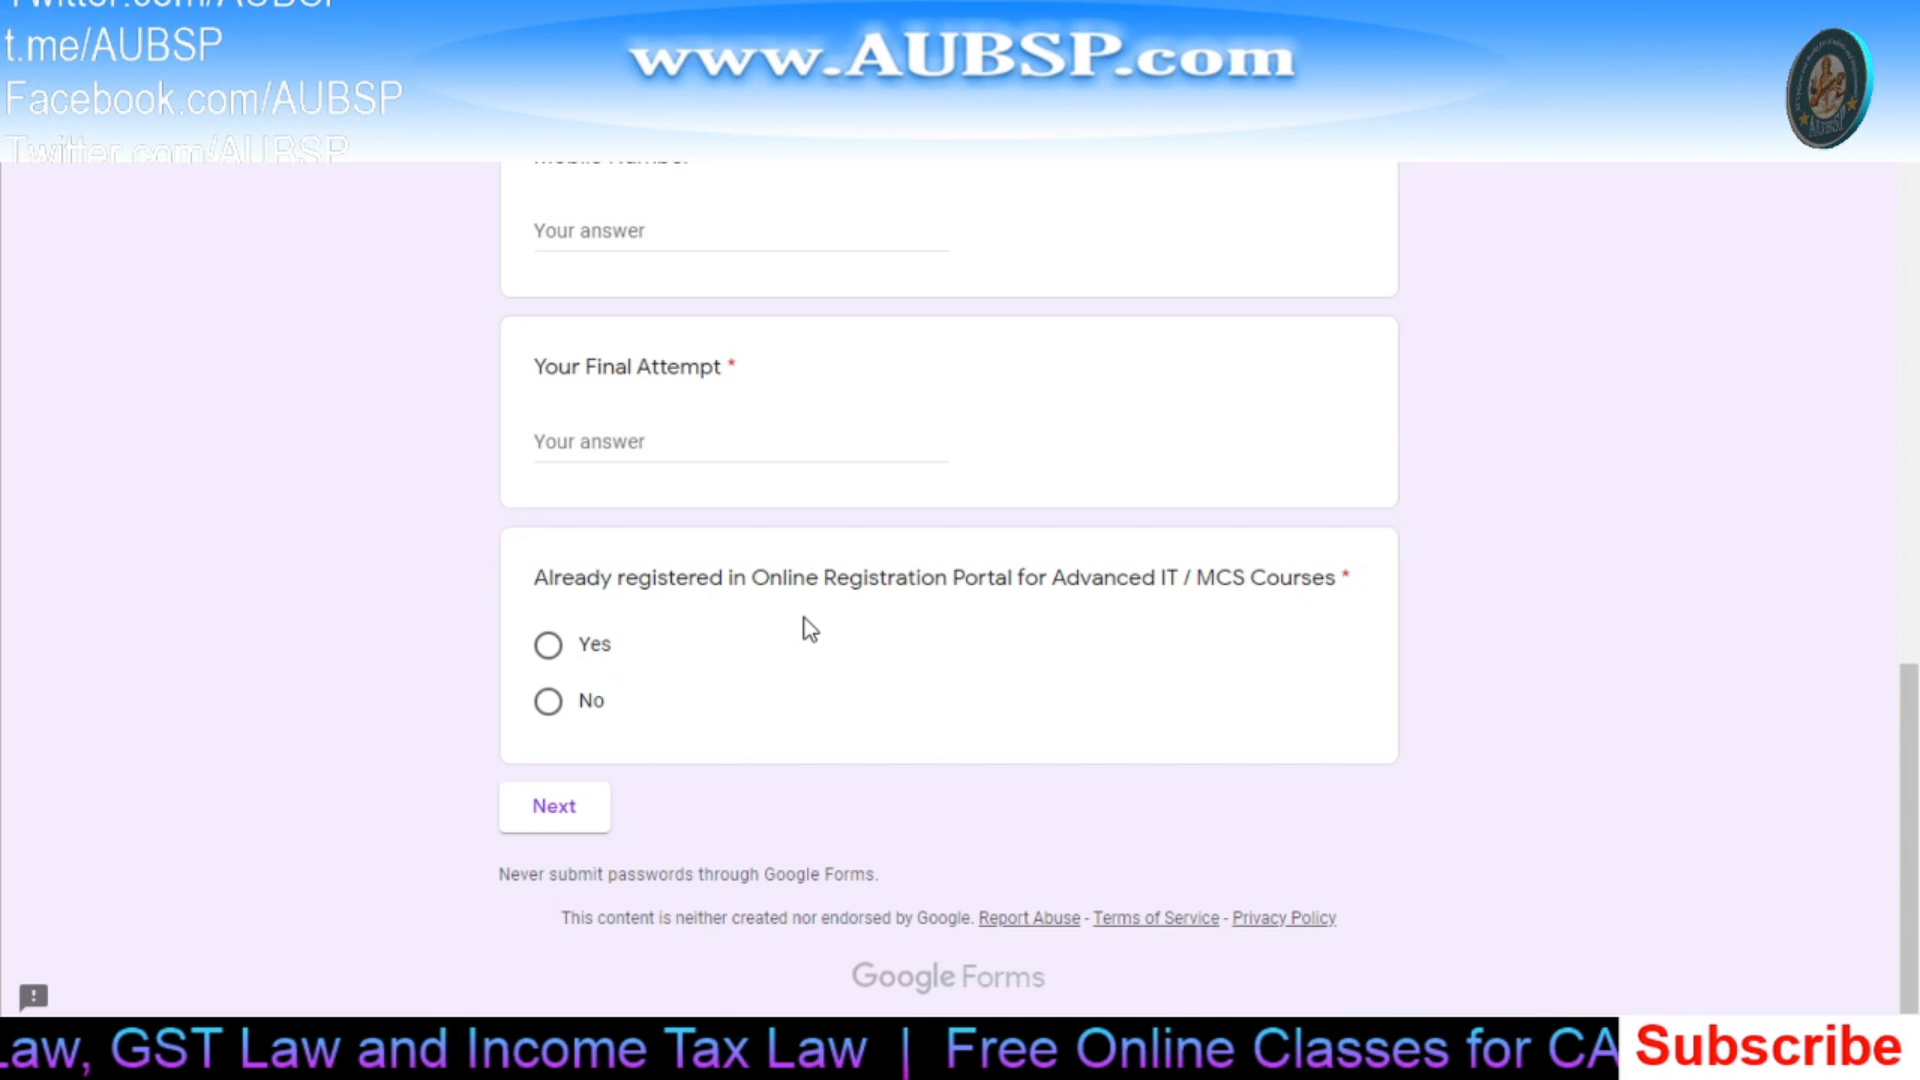 t.me/AUBSP
Facebook.com/AUBSP
Twitter.com/AUBSP
www.AUBSP.com
AUBSP
Mobile Number
Your answer
Your Final Attempt *
Your answer
Already registered in Online Registration Portal for Advanced IT / MCS Courses *
Yes
No
Next
Never submit passwords through Google Forms.
This content is neither created nor endorsed by Google. Report Abuse - Terms of Service - Privacy Policy
Google Forms
Law, GST Law and Income Tax Law | Free Online Classes for CA
Subscribe